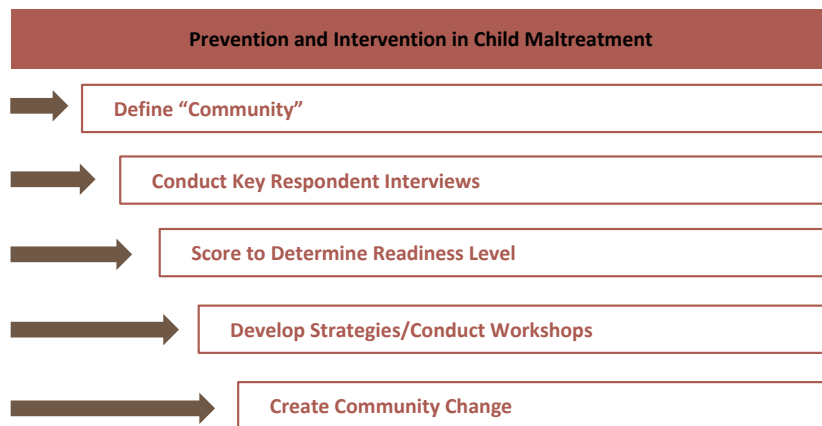 Prevention and Intervention in Child Maltreatment
Define “Community”
Conduct Key Respondent Interviews
Score to Determine Readiness Level
Develop Strategies/Conduct Workshops
Create Community Change